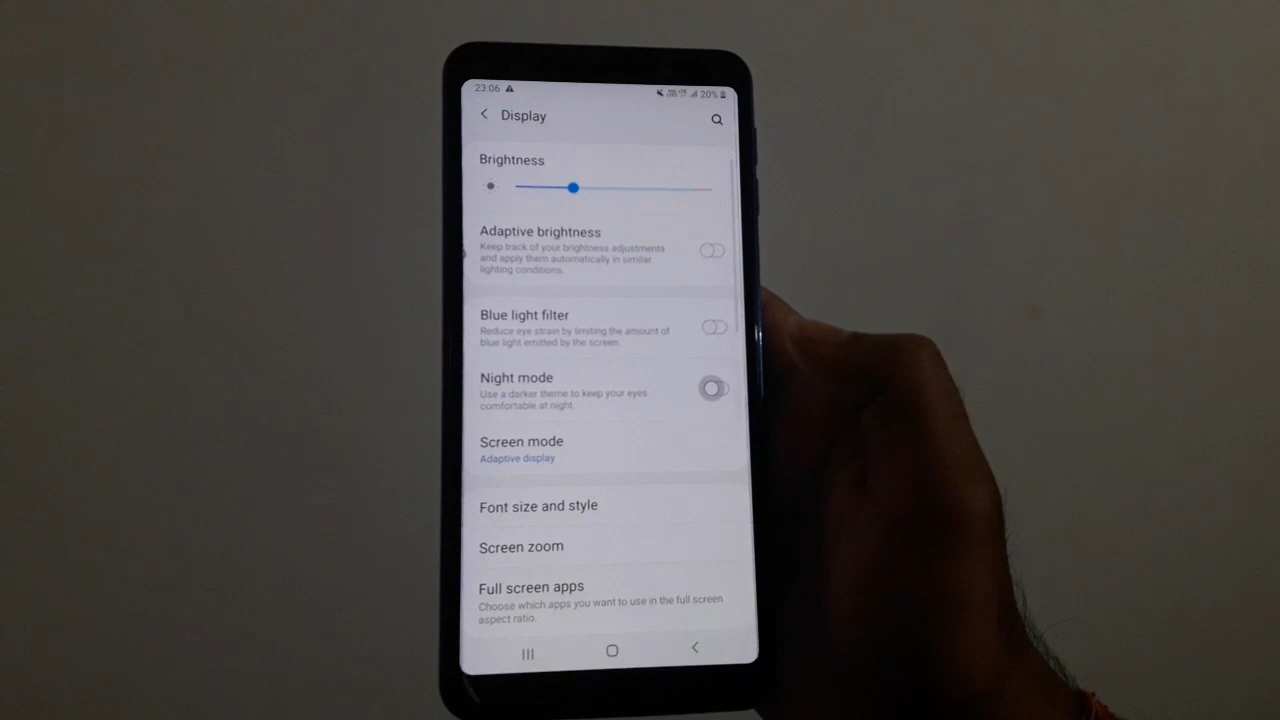 23:06
20%
Display
Brightness
Adaptive brightness
Keep track of your brightness adjustments
and apply them automatically in similar
lighting conditions.
Blue light filter
Reduce eye strain by limiting the amount of
blue light emitted by the screen.
Night mode
Use a darker theme to keep your eyes
comfortable at night.
Screen mode
Adaptive display
Font size and style
Screen zoom
Full screen apps
Choose which apps you want to use in the full screen
aspect ratio.